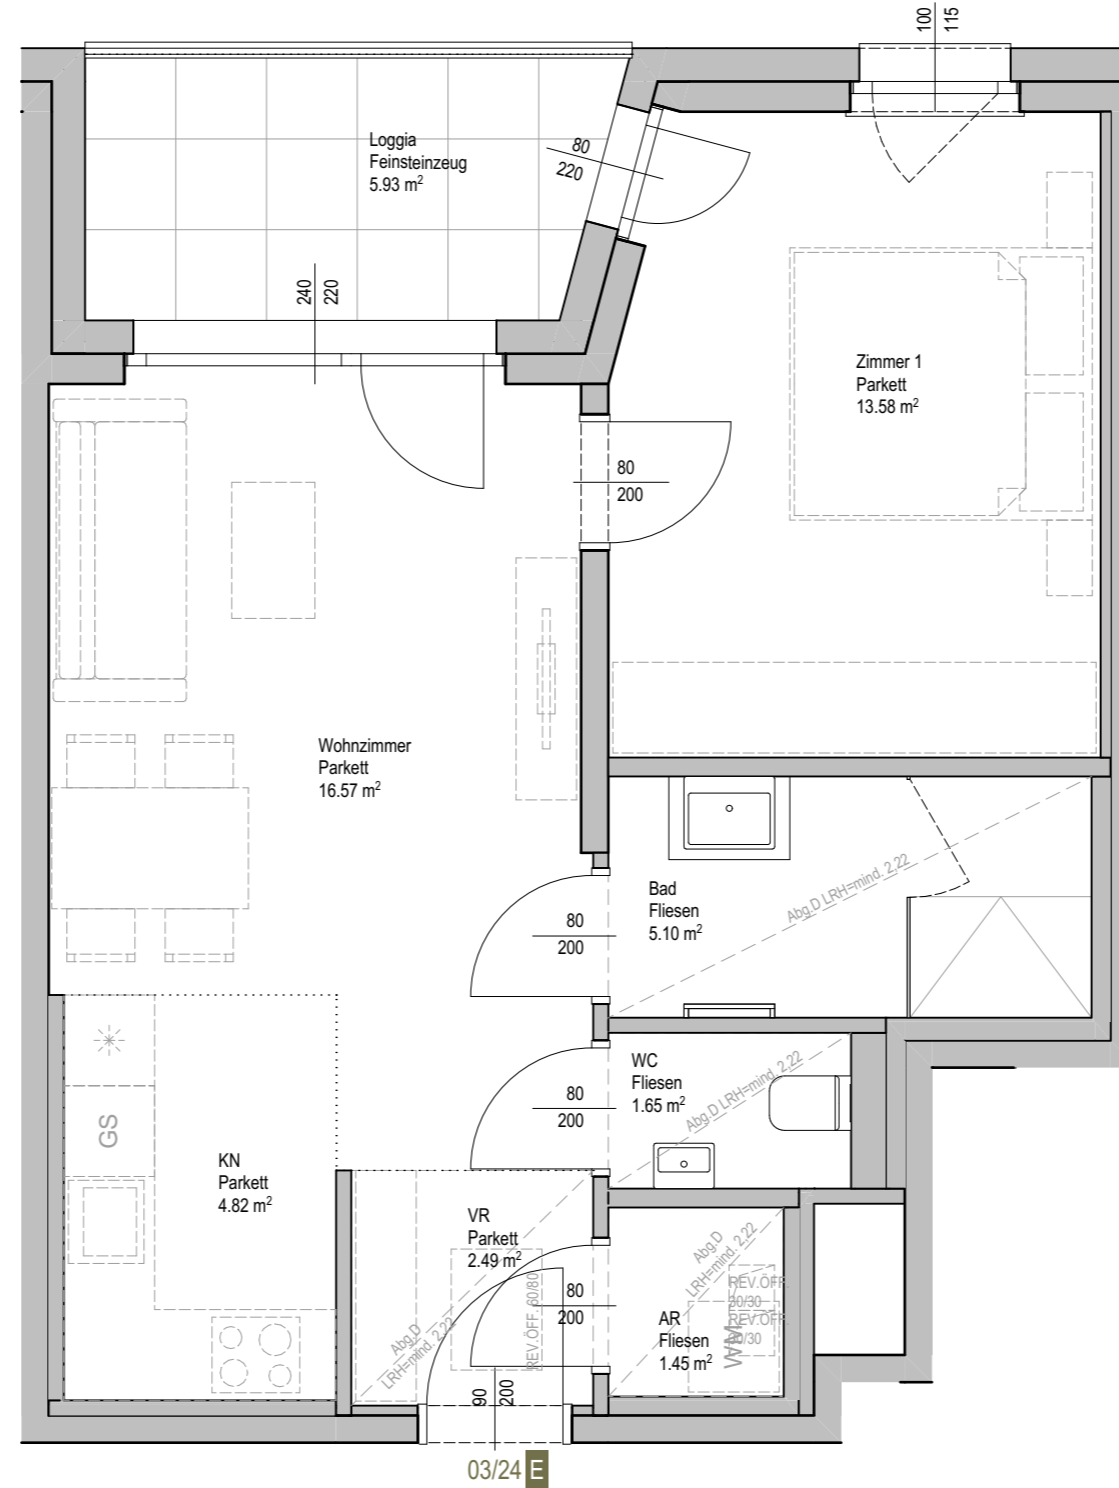 100
115
Loggia
Feinsteinzeug
5.93 m²
80
220
240
220
Zimmer 1
Parkett
13.58 m²
80
200
Wohnzimmer
Parkett
16.57 m²
Bad
Fliesen
5.10 m²
Abg.D LRH=mind. 2,22
80
200
WC
Fliesen
1.65 m²
Abg.D LRH=mind. 2,22
80
200
GS
KN
Parkett
4.82 m²
VR
Parkett
2.49 m²
Abg.D
LRH=mind. 2,22
REV.ÖFF. 60/80
80
200
Abg.D
LRH=mind. 2,22
REV.ÖFF.
30/30
REV.ÖFF.
30/30
AR
Fliesen
1.45 m²
WM
90
200
03/24 E